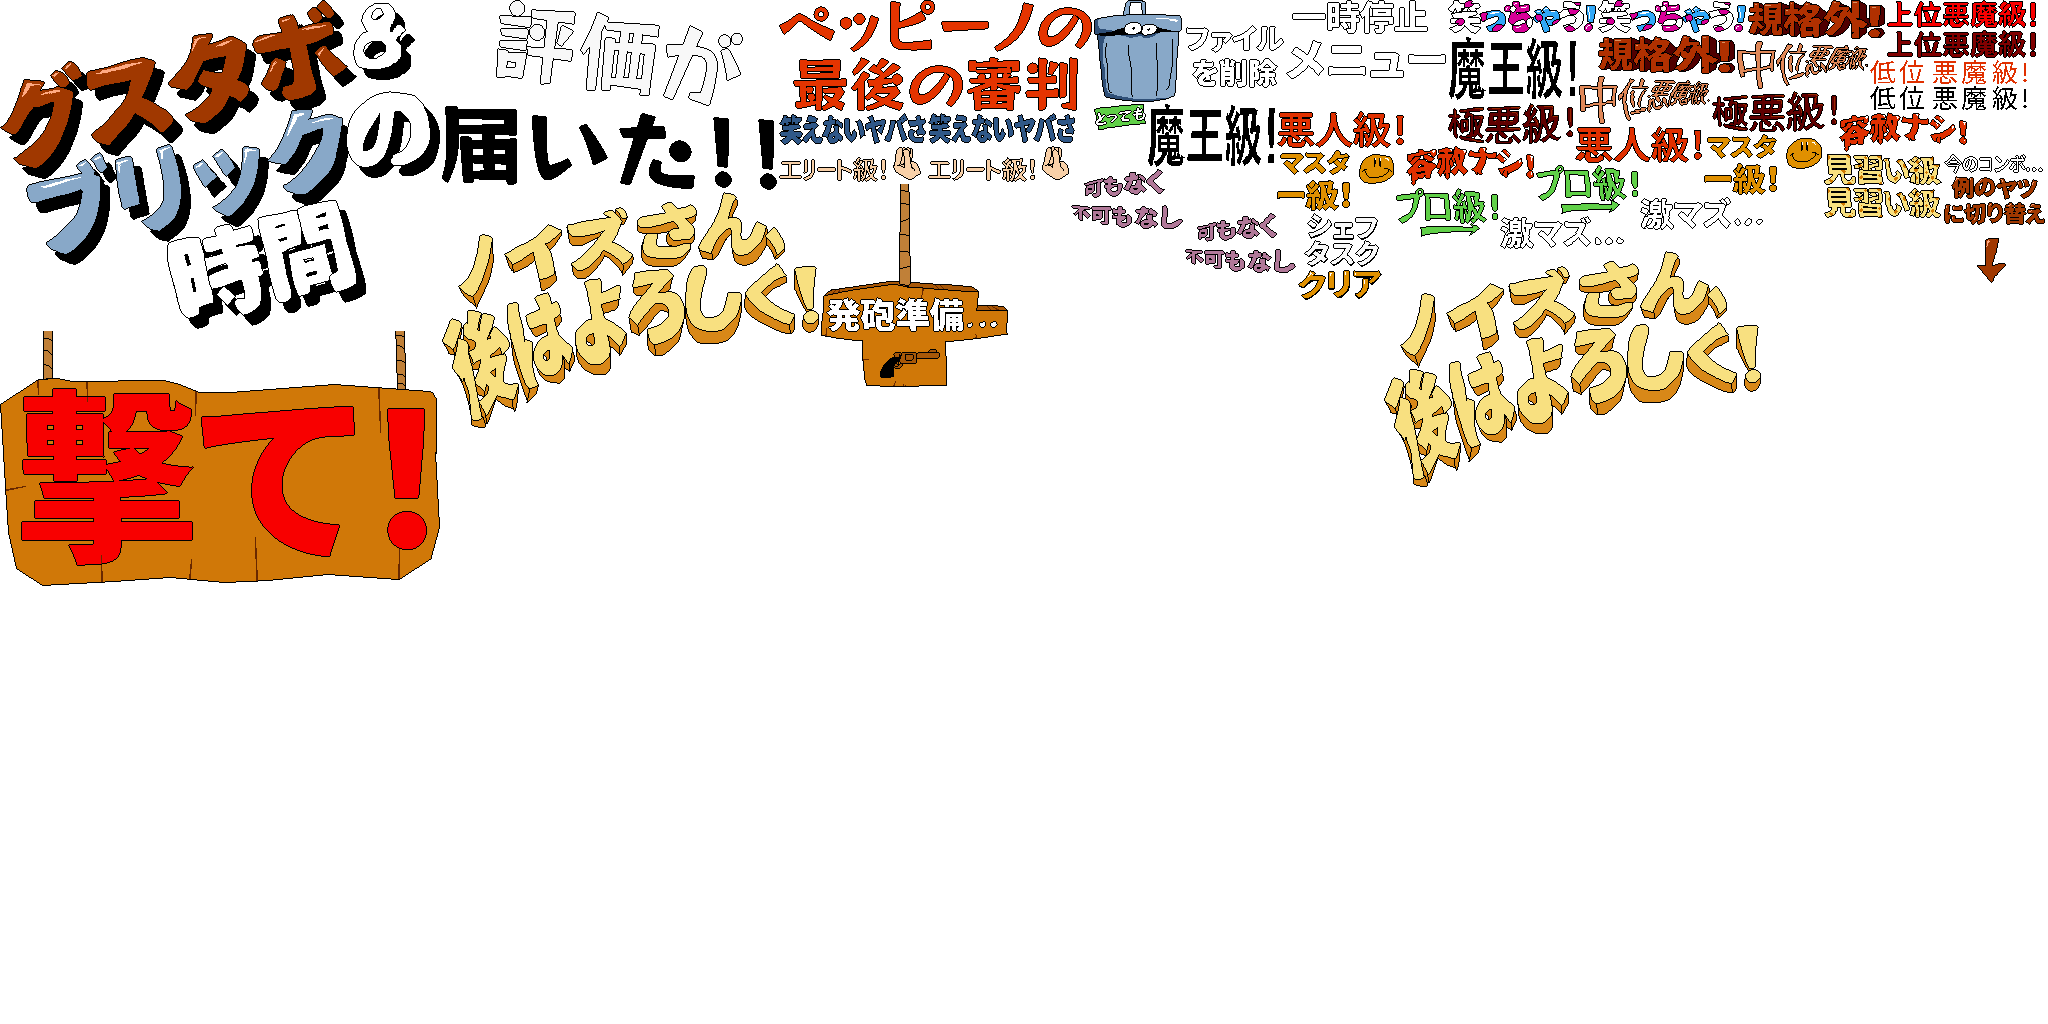 グスタボ&
ブリックの
時間
評価が
届いた!!
ペッピーノの
最後の審判
笑えないヤバさ
笑えないヤバさ
エリート級!
エリート級!
ファイル
を削除
一時停止
メニュー
笑っちゃう!
笑っちゃう!
規格外!
規格外!
上位悪魔級!
上位悪魔級!
中位悪魔級
中位悪魔級
低位悪魔級!
低位悪魔級!
魔王級!
とっても
魔王級!
極悪級!
極悪級!
悪人級!
悪人級!
容赦ナシ!
容赦ナシ!
マスタ
一級!
マスタ
一級!
プロ級!
プロ級!
見習い級
見習い級
今のコンボ…
例のヤツ
に切り替え
可もなく
不可もなし
可もなく
不可もなし
激マズ…
激マズ…
シェフ
タスク
クリア
ノイズさん、
後はよろしく!
発砲準備…
ノイズさん、
後はよろしく!
撃て!